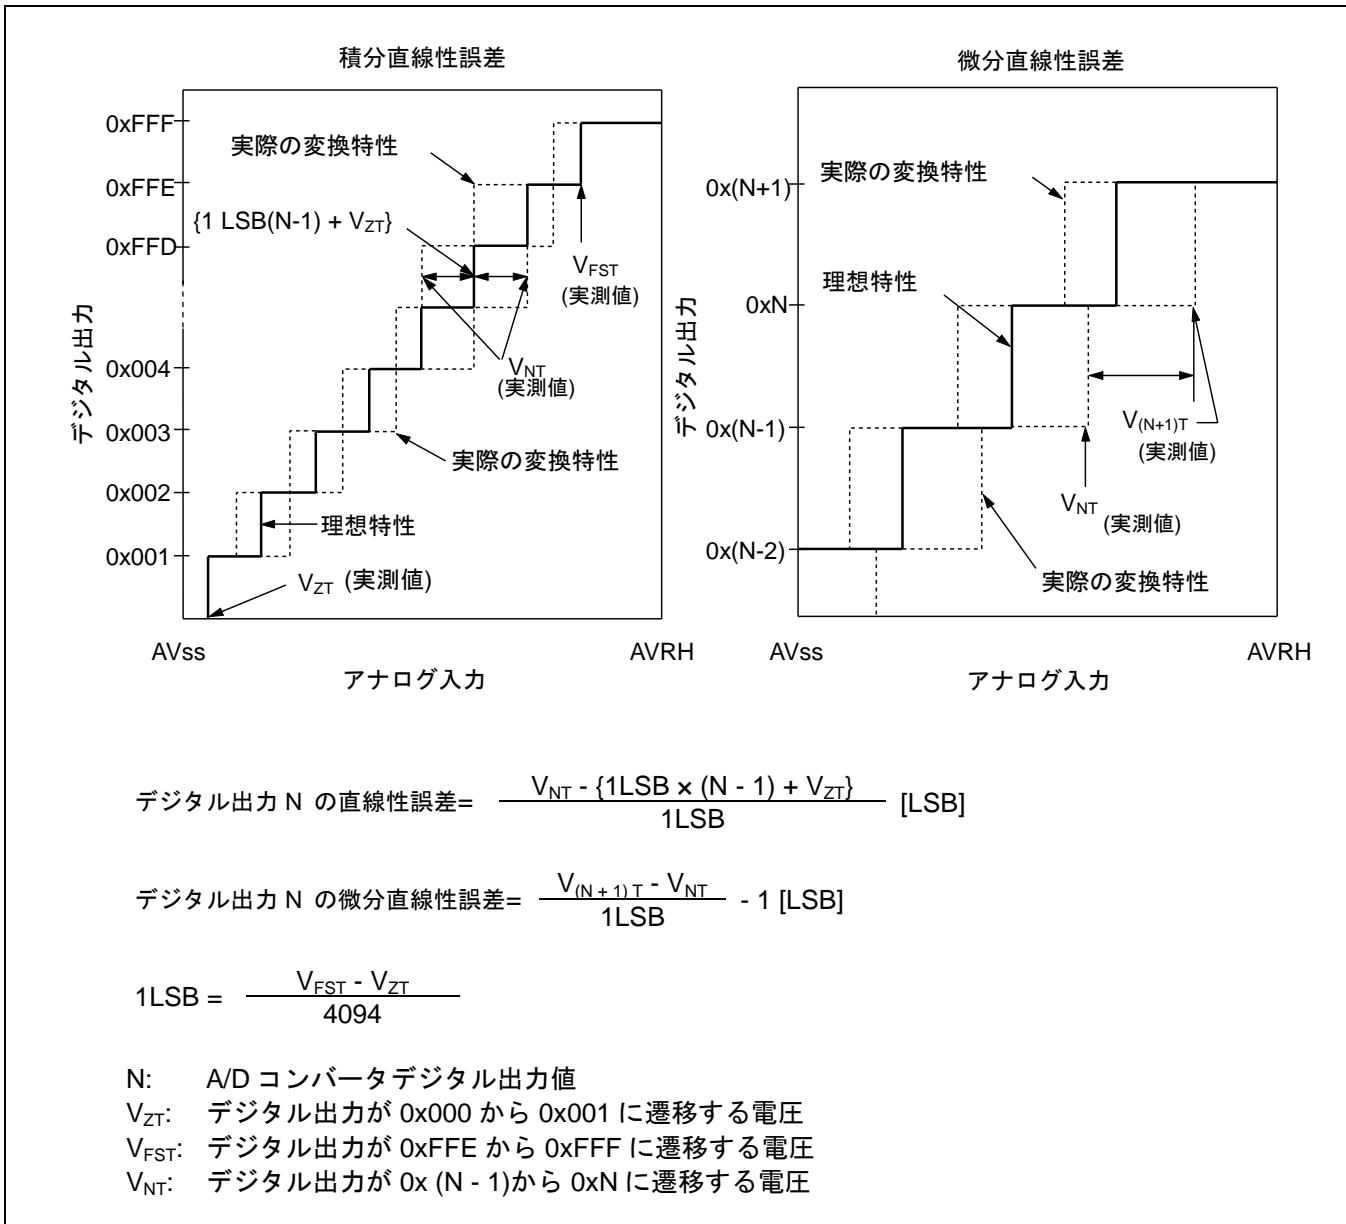 積分直線性誤差
0xFFF
0xFFE
0xFFD
0x004
0x003
0x002
0x001
デジタル出力
実際の変換特性
{1 LSB(N-1) + VZT}
VFST
(実測値)
VNT
(実測値)
実際の変換特性
理想特性
VZT (実測値)
AVss
AVRH
アナログ入力
微分直線性誤差
0x(N+1)
0xN
0x(N-1)
0x(N-2)
デジタル出力
実際の変換特性
理想特性
V(N+1)T
(実測値)
VNT (実測値)
実際の変換特性
AVss
AVRH
アナログ入力
デジタル出力 N の直線性誤差= VNT - {1LSB × (N - 1) + VZT} / 1LSB [LSB]
デジタル出力 N の微分直線性誤差= V(N + 1) T - VNT / 1LSB - 1 [LSB]
1LSB = VFST - VZT / 4094
N: A/D コンバータデジタル出力値
VZT: デジタル出力が 0x000 から 0x001 に遷移する電圧
VFST: デジタル出力が 0xFFE から 0xFFF に遷移する電圧
VNT: デジタル出力が 0x (N - 1)から 0xN に遷移する電圧